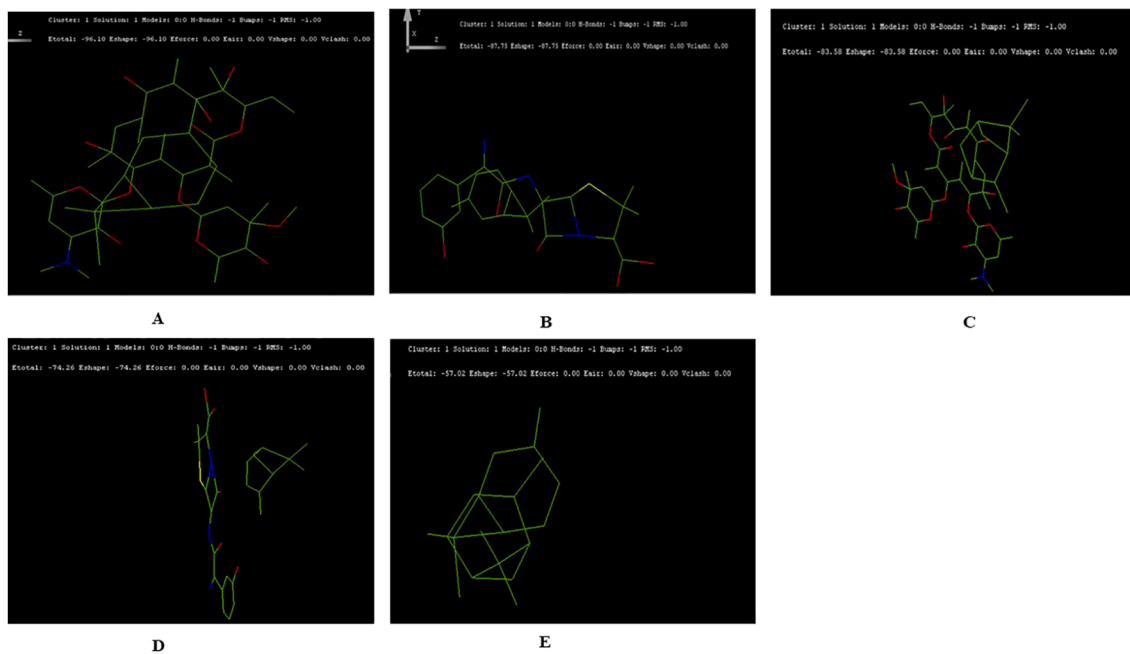 Cluster: 1 Solution: 1 Models: 0:0 H-Bonds: -1 Bumps: -1 RMS: -1.00
Z
Etotal: -96.10 Eshape: -96.10 Eforce: 0.00 Eair: 0.00 Vshape: 0.00 Vclash: 0.00
A
Y
X
Z
Cluster: 1 Solution: 1 Models: 0:0 H-Bonds: -1 Bumps: -1 RMS: -1.00
Etotal: -87.75 Eshape: -87.75 Eforce: 0.00 Eair: 0.00 Vshape: 0.00 Vclash: 0.00
B
Cluster: 1 Solution: 1 Models: 0:0 H-Bonds: -1 Bumps: -1 RMS: -1.00
Etotal: -83.58 Eshape: -83.58 Eforce: 0.00 Eair: 0.00 Vshape: 0.00 Vclash: 0.00
C
Cluster: 1 Solution: 1 Models: 0:0 H-Bonds: -1 Bumps: -1 RMS: -1.00
Etotal: -74.26 Eshape: -74.26 Eforce: 0.00 Eair: 0.00 Vshape: 0.00 Vclash: 0.00
D
Cluster: 1 Solution: 1 Models: 0:0 H-Bonds: -1 Bumps: -1 RMS: -1.00
Etotal: -57.02 Eshape: -57.02 Eforce: 0.00 Eair: 0.00 Vshape: 0.00 Vclash: 0.00
E